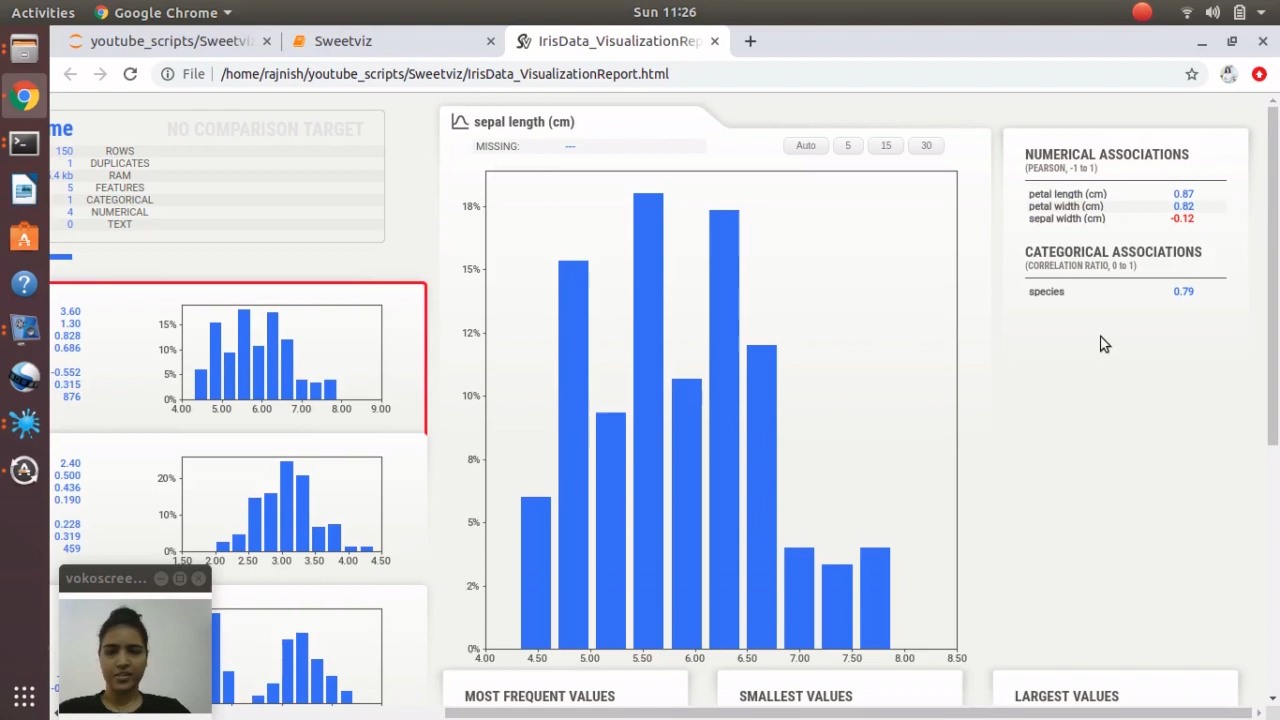 Activities
Google Chrome
Sun 11:26
youtube_scripts/Sweetviz
Sweetviz
IrisData_VisualizationRep
File
/home/rajnish/youtube_scripts/Sweetviz/IrisData_VisualizationReport.html
me
NO COMPARISON TARGET
150 ROWS
1 DUPLICATES
.4 kb RAM
5 FEATURES
1 CATEGORICAL
4 NUMERICAL
0 TEXT
3.60
1.30
0.828
0.686
-0.552
0.315
876
15%
10%
5%
0%
4.00 5.00 6.00 7.00 8.00 9.00
2.40
0.500
0.436
0.190
0.228
0.319
459
20%
10%
0%
1.50 2.00 2.50 3.00 3.50 4.00 4.50
vokoscree...
sepal length (cm)
MISSING: ---
Auto 5 15 30
18%
15%
12%
10%
8%
5%
2%
0%
4.00 4.50 5.00 5.50 6.00 6.50 7.00 7.50 8.00 8.50
MOST FREQUENT VALUES
SMALLEST VALUES
LARGEST VALUES
NUMERICAL ASSOCIATIONS
(PEARSON, -1 to 1)
petal length (cm) 0.87
petal width (cm) 0.82
sepal width (cm) -0.12
CATEGORICAL ASSOCIATIONS
(CORRELATION RATIO, 0 to 1)
species 0.79